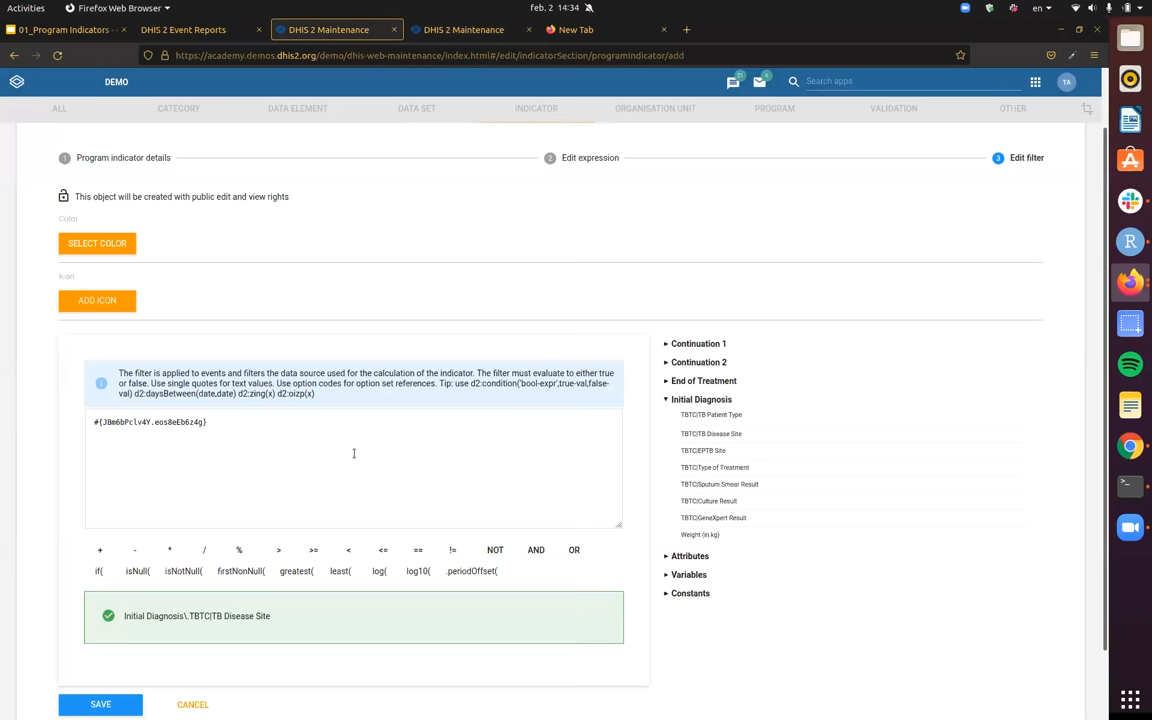 Activities
Firefox Web Browser
feb. 2 14:34
en
01_Program Indicators -
DHIS 2 Event Reports
DHIS 2 Maintenance
DHIS 2 Maintenance
New Tab
https://academy.demos.dhis2.org/demo/dhis-web-maintenance/index.html#/edit/indicatorSection/programIndicator/add
DEMO
Search apps
TA
ALL
CATEGORY
DATA ELEMENT
DATA SET
INDICATOR
ORGANISATION UNIT
PROGRAM
VALIDATION
OTHER
1 Program indicator details
2 Edit expression
3 Edit filter
This object will be created with public edit and view rights
Color
SELECT COLOR
Icon
ADD ICON
The filter is applied to events and filters the data source used for the calculation of the indicator. The filter must evaluate to either true
or false. Use single quotes for text values. Use option codes for option set references. Tip: use d2:condition('bool-expr',true-val,false-
val) d2:daysBetween(date,date) d2:zing(x) d2:oizp(x)
#{JBm6bPclv4Y.eos8eEb6z4g}
+ - * / % > >= < <= == != NOT AND OR
if( isNull( isNotNull( firstNonNull( greatest( least( log( log10( .periodOffset(
Initial Diagnosis\.TBTC|TB Disease Site
Continuation 1
Continuation 2
End of Treatment
Initial Diagnosis
TBTC|TB Patient Type
TBTC|TB Disease Site
TBTC|EPTB Site
TBTC|Type of Treatment
TBTC|Sputum Smear Result
TBTC|Culture Result
TBTC|GeneXpert Result
Weight (in kg)
Attributes
Variables
Constants
SAVE
CANCEL